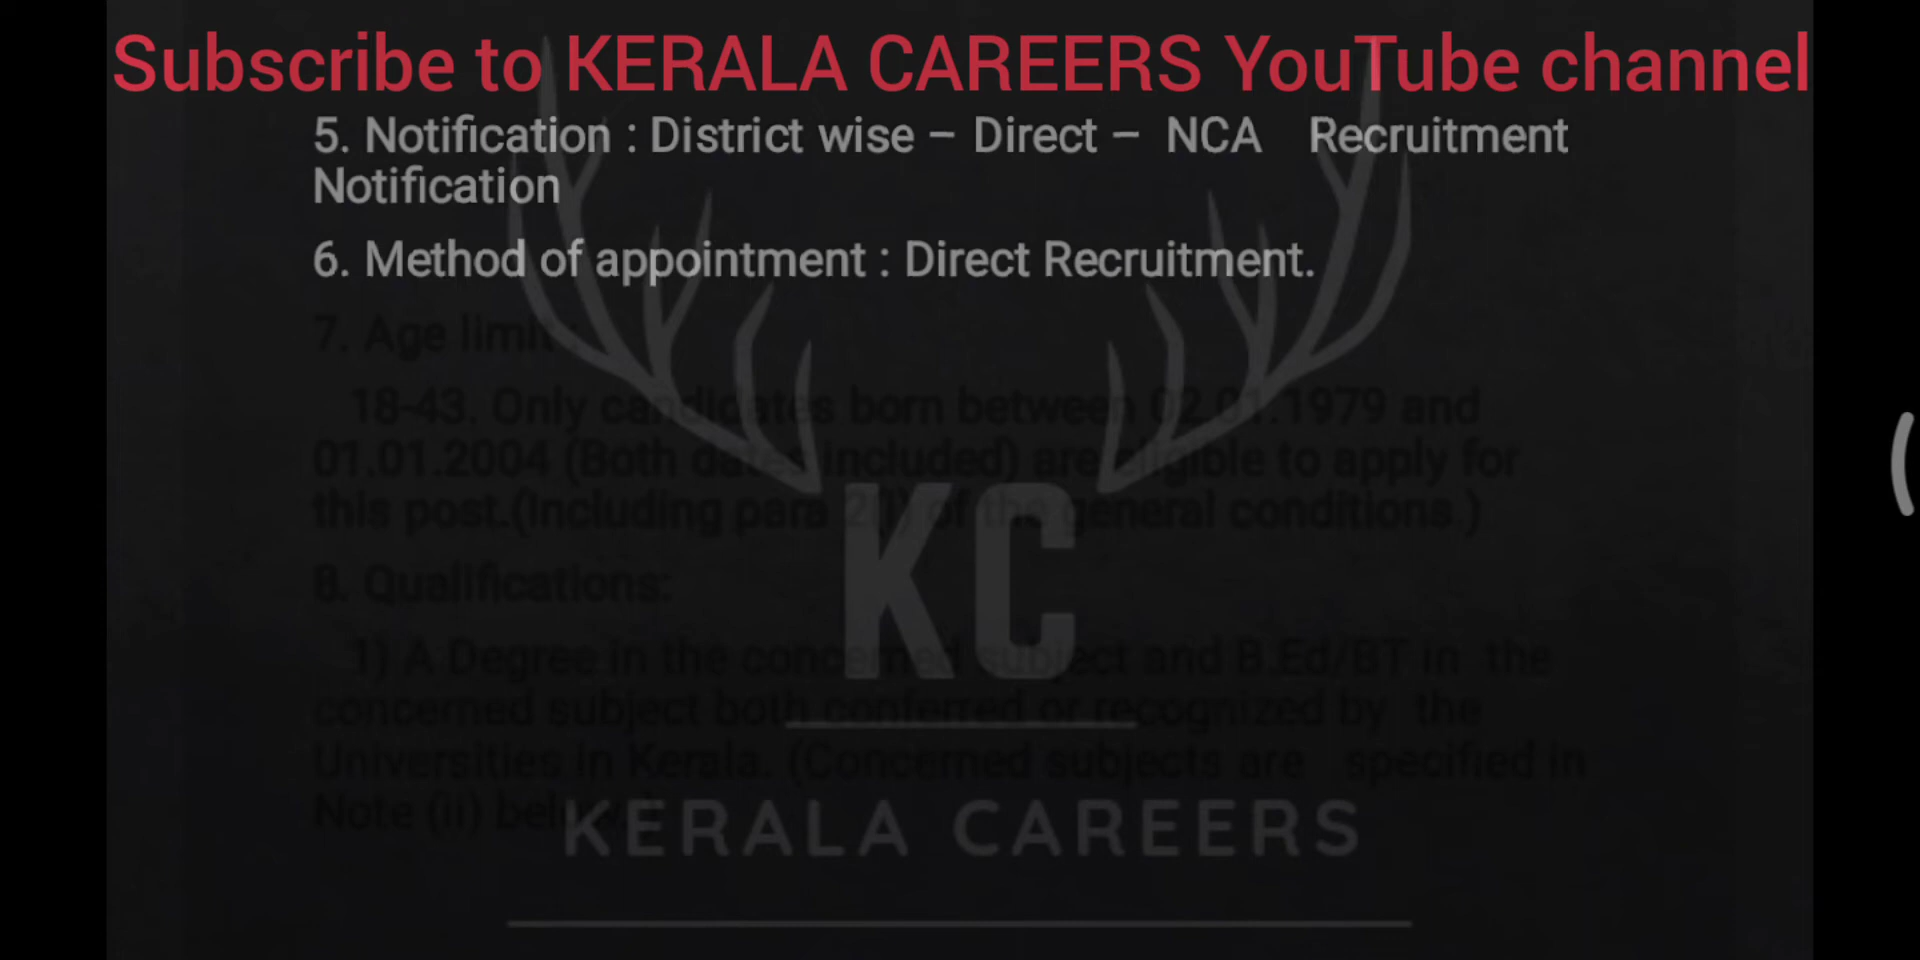 Subscribe to KERALA CAREERS YouTube channel
5. Notification : District wise – Direct – NCA Recruitment
Notification
6. Method of appointment : Direct Recruitment.
7. Age limit :
18-43. Only candidates born between 02.01.1979 and
01.01.2004 (Both dates included) are eligible to apply for
this post.(Including para 2(i) of the general conditions.)
8. Qualifications:
1) A Degree in the concerned subject and B.Ed/BT in the
concerned subject both conferred or recognized by the
Universities in Kerala. (Concerned subjects are specified in
Note (ii) below.)
KC
KERALA CAREERS